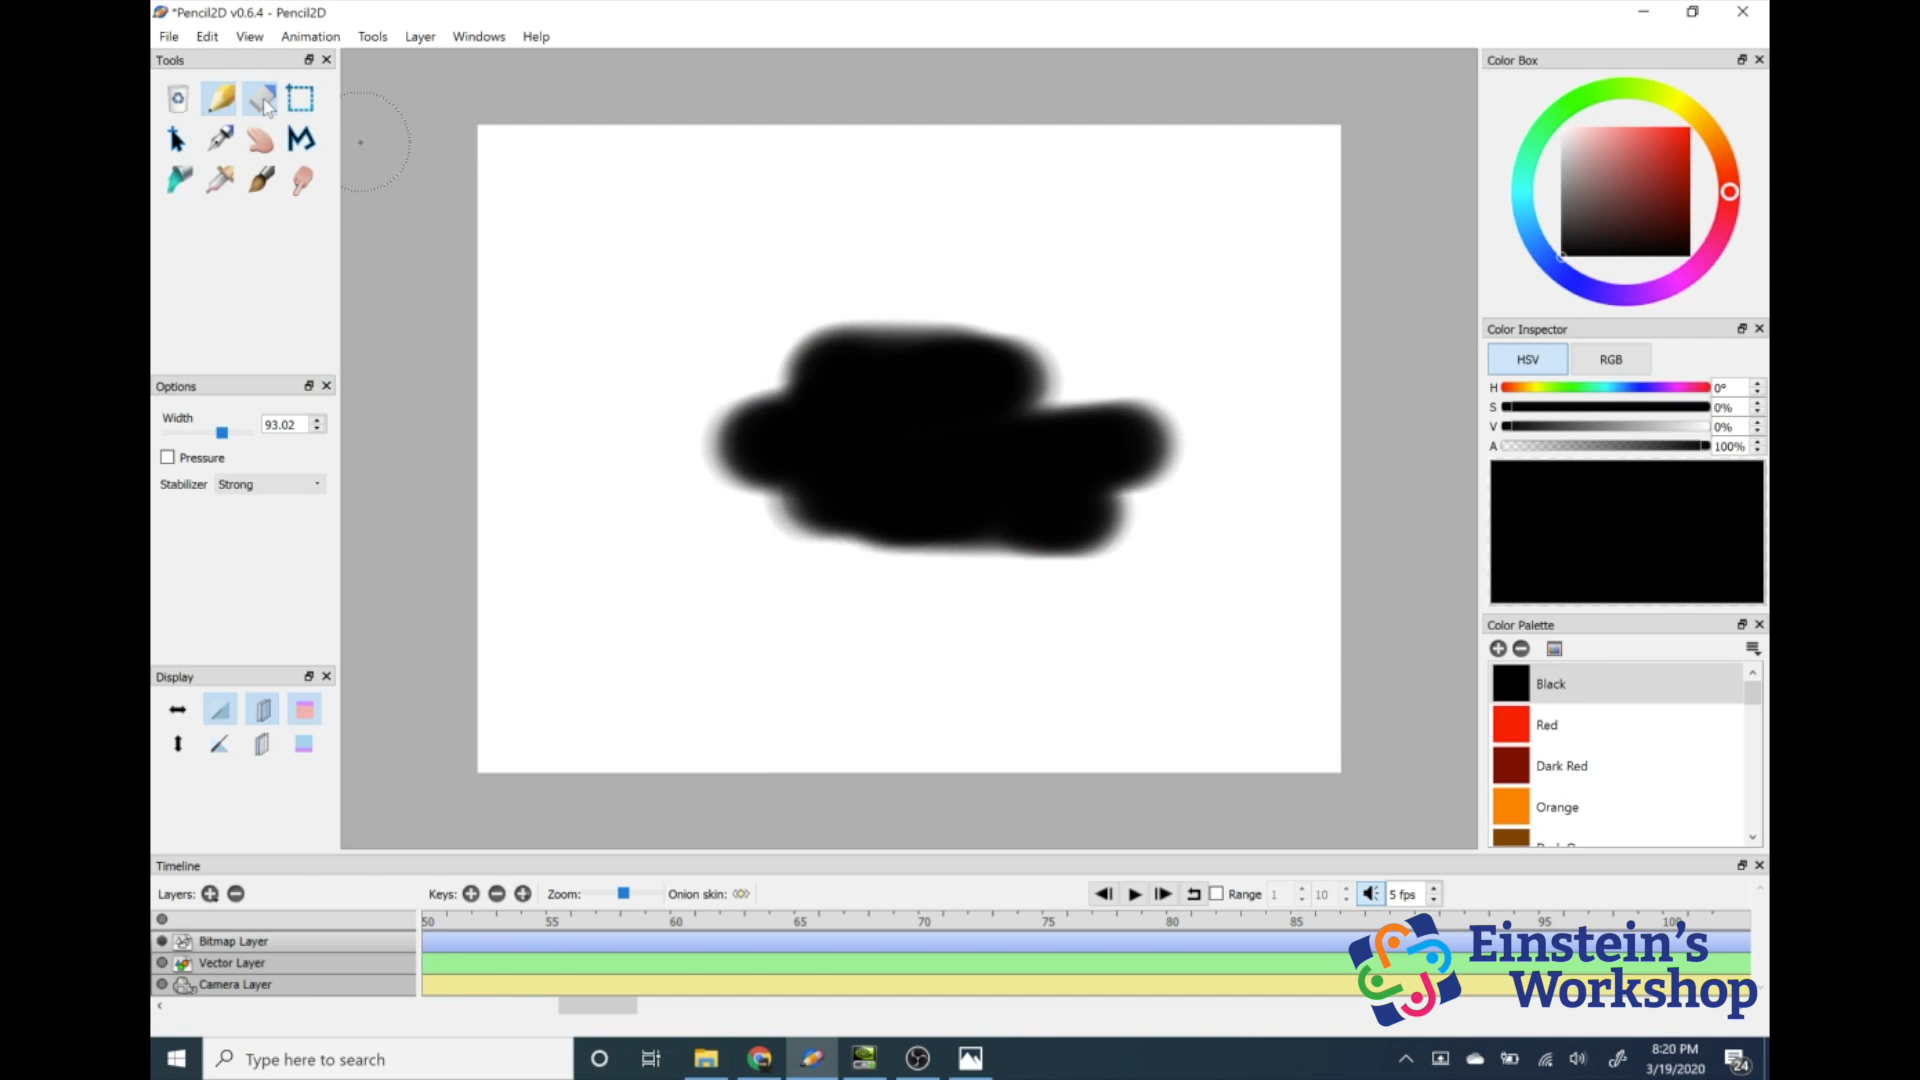 *Pencil2D v0.6.4 - Pencil2D
File Edit View Animation Tools Layer Windows Help
Tools
Options
Width 93.02
Pressure
Stabilizer Strong
Display
Color Box
Color Inspector
HSV RGB
H 0°
S 0%
V 0%
A 100%
Color Palette
Black
Red
Dark Red
Orange
Timeline
Layers: Keys: Zoom: Onion skin: Range 1 10 5 fps
50 55 60 65 70 75 80 85 95
Bitmap Layer
Vector Layer
Camera Layer
Einstein's
Workshop
Type here to search
8:20 PM
3/19/2020
24